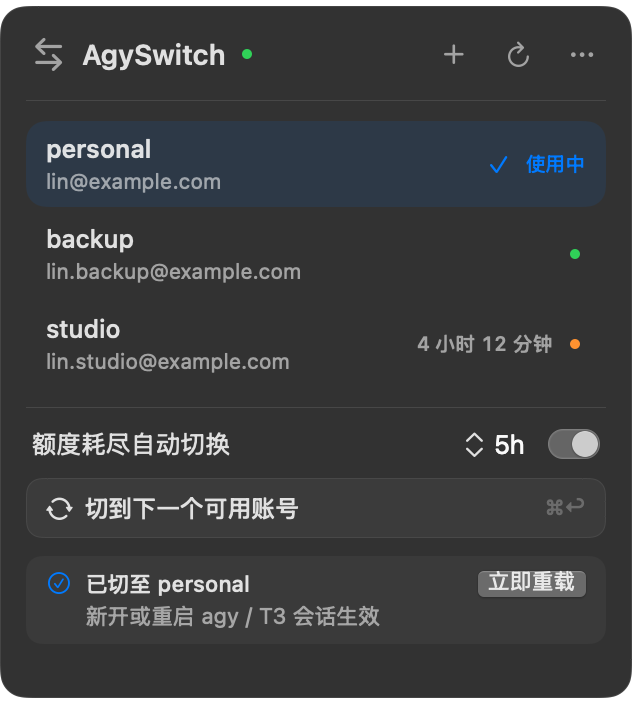 AgySwitch
personal
lin@example.com
使用中
backup
lin.backup@example.com
studio
lin.studio@example.com
4 小时 12 分钟
额度耗尽自动切换
5h
切到下一个可用账号
⌘↩
已切至 personal
新开或重启 agy / T3 会话生效
立即重载